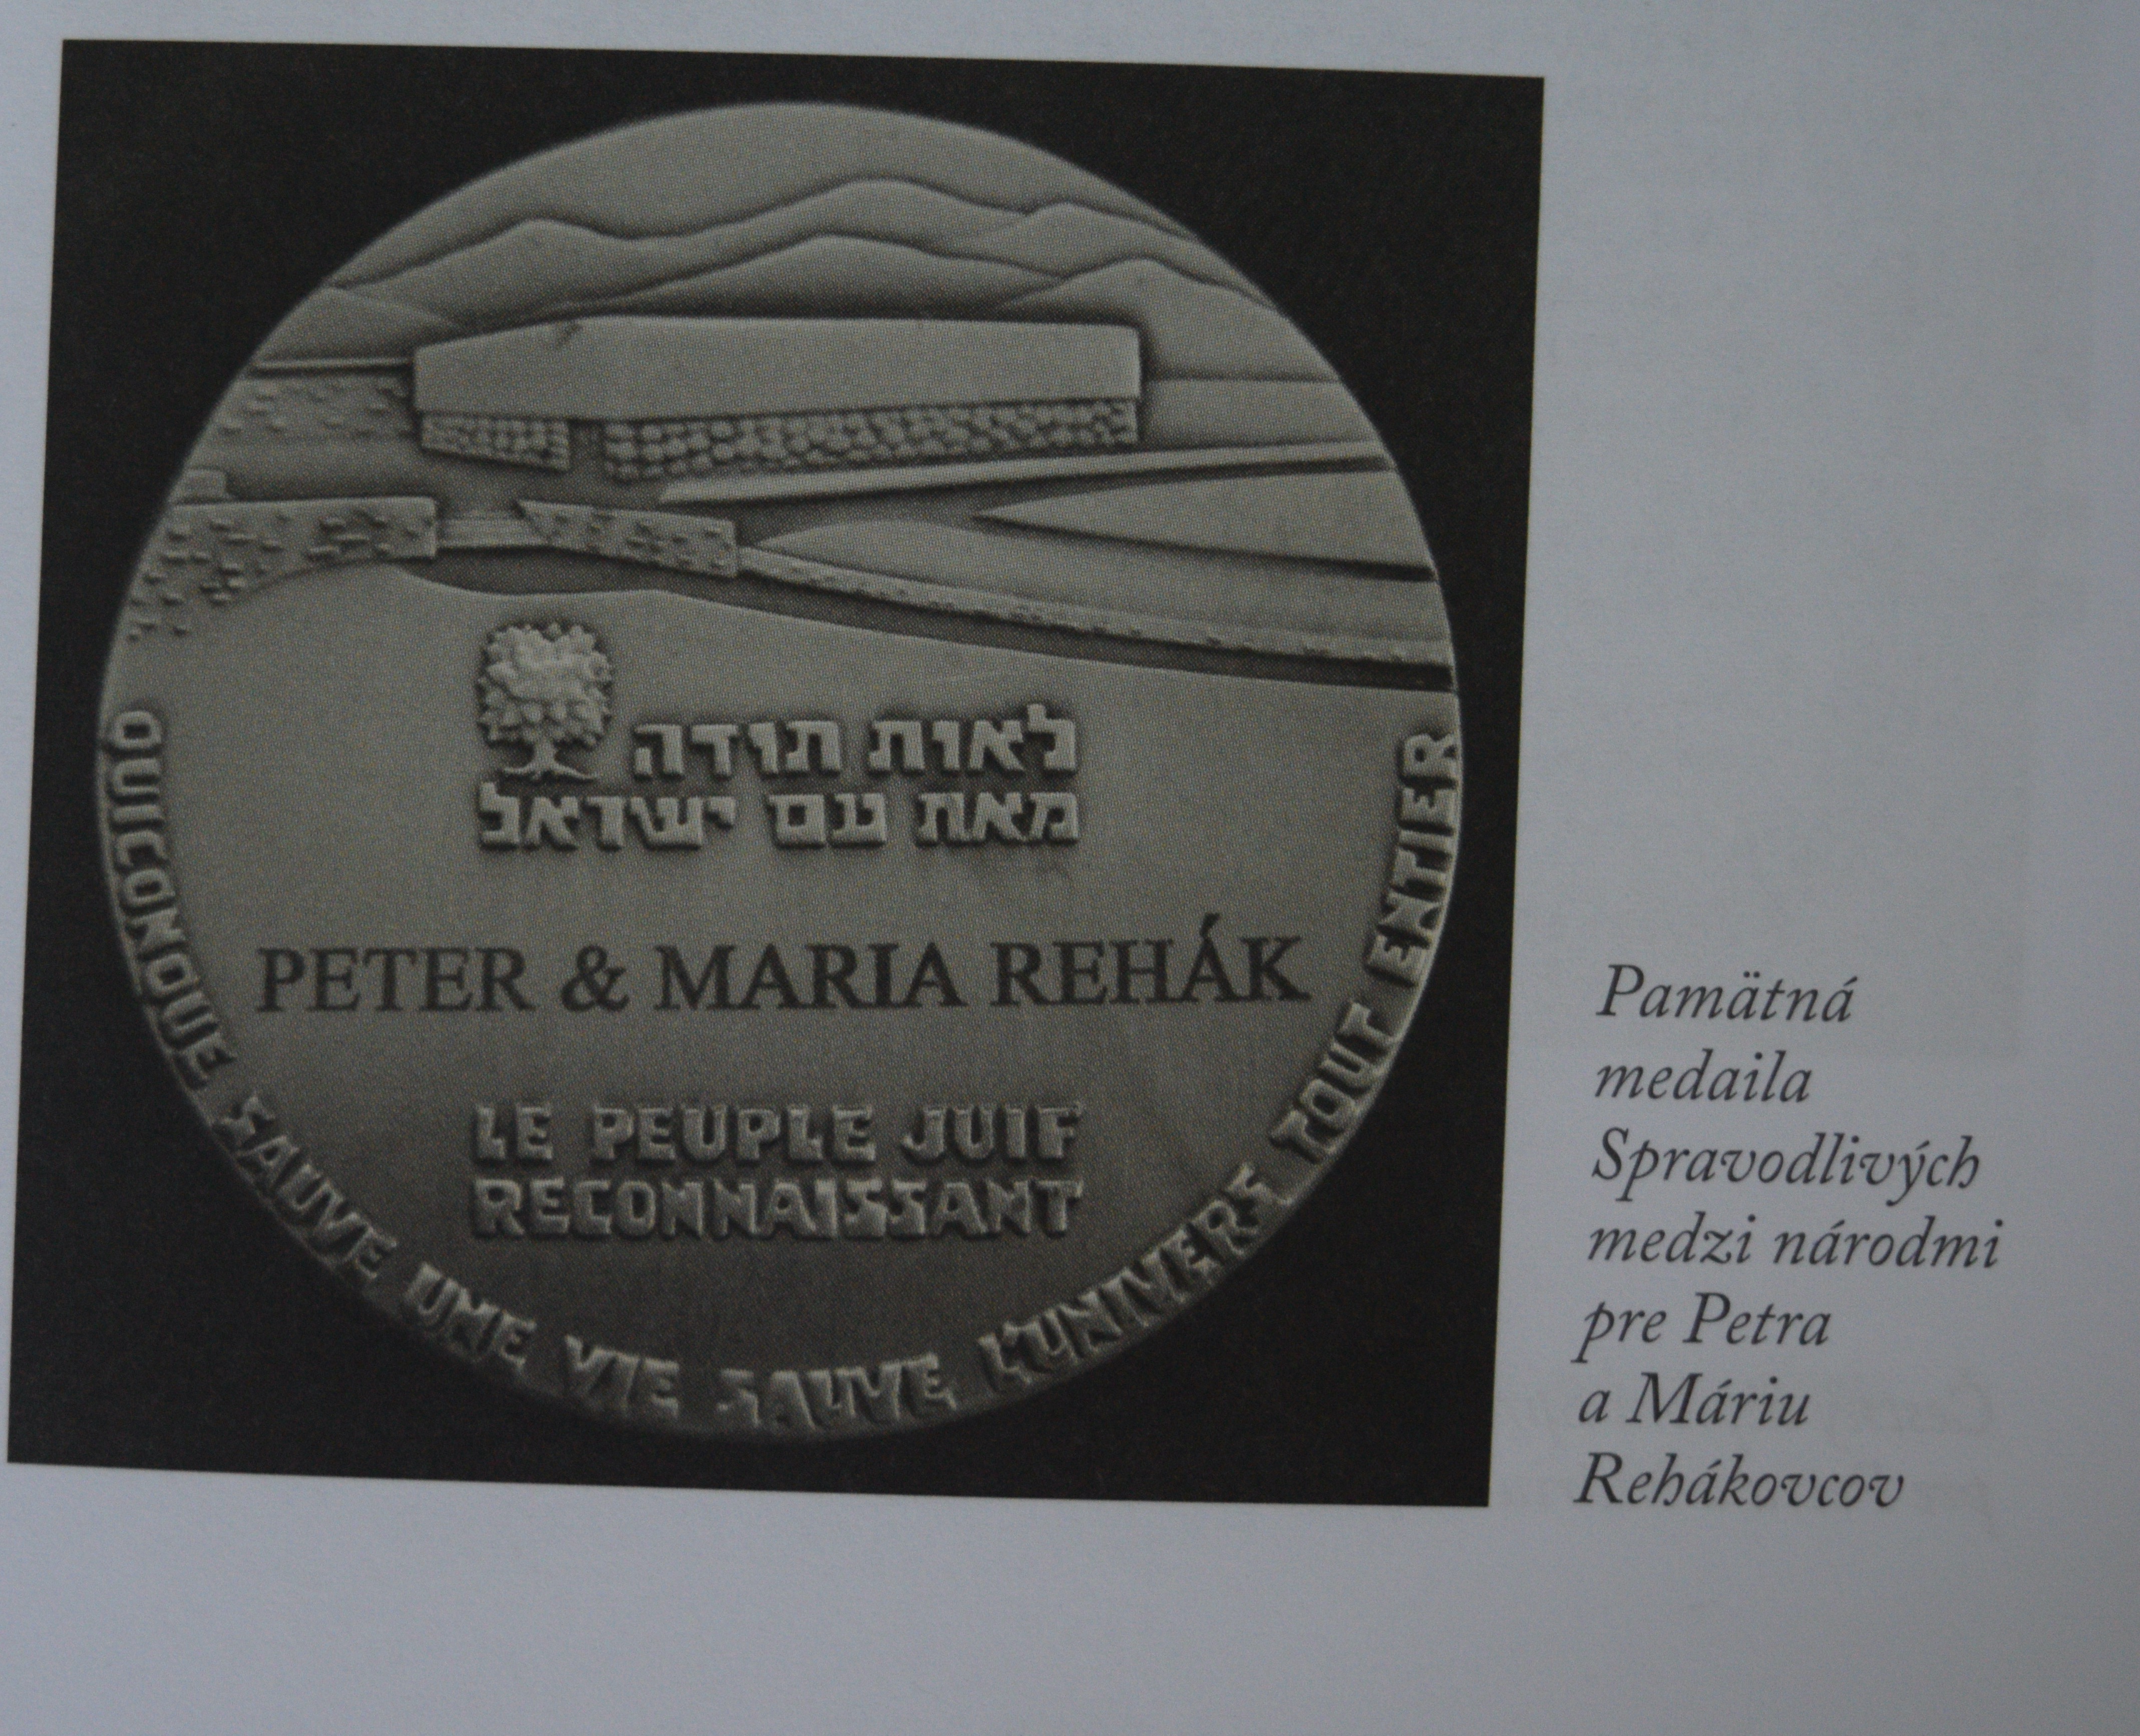 לאות תודה
מאת עם ישראל
PETER & MARIA REHÁK
LE PEUPLE JUIF
RECONNAISSANT
QUICONQUE SAUVE UNE VIE SAUVE L'UNIVERS TOUT ENTIER
Pamätná
medaila
Spravodlivých
medzi národmi
pre Petra
a Máriu
Rehákovcov